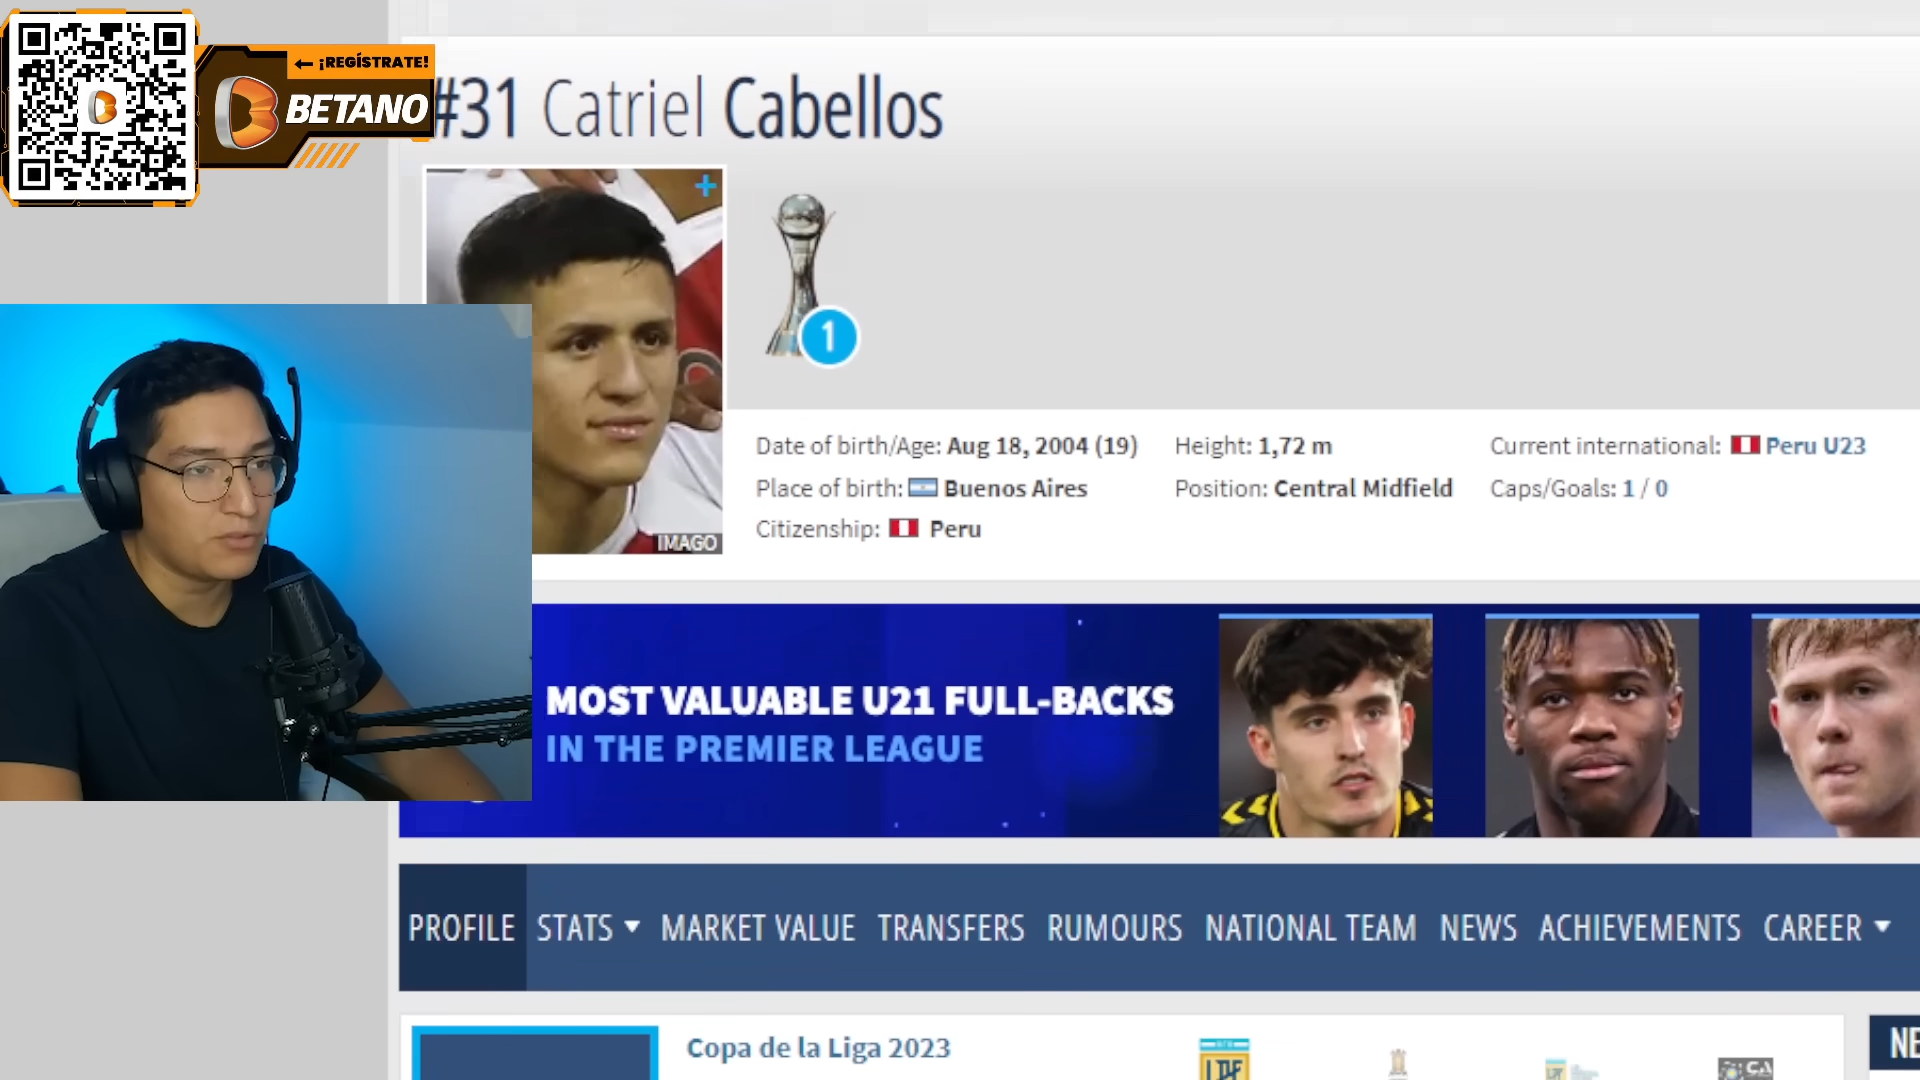 ← ¡REGÍSTRATE!
BETANO
#31 Catriel Cabellos
+
1
IMAGO
Date of birth/Age: Aug 18, 2004 (19)
Height: 1,72 m
Current international: Peru U23
Place of birth: Buenos Aires
Position: Central Midfield
Caps/Goals: 1 / 0
Citizenship: Peru
MOST VALUABLE U21 FULL-BACKS
IN THE PREMIER LEAGUE
PROFILE STATS MARKET VALUE TRANSFERS RUMOURS NATIONAL TEAM NEWS ACHIEVEMENTS CAREER
Copa de la Liga 2023